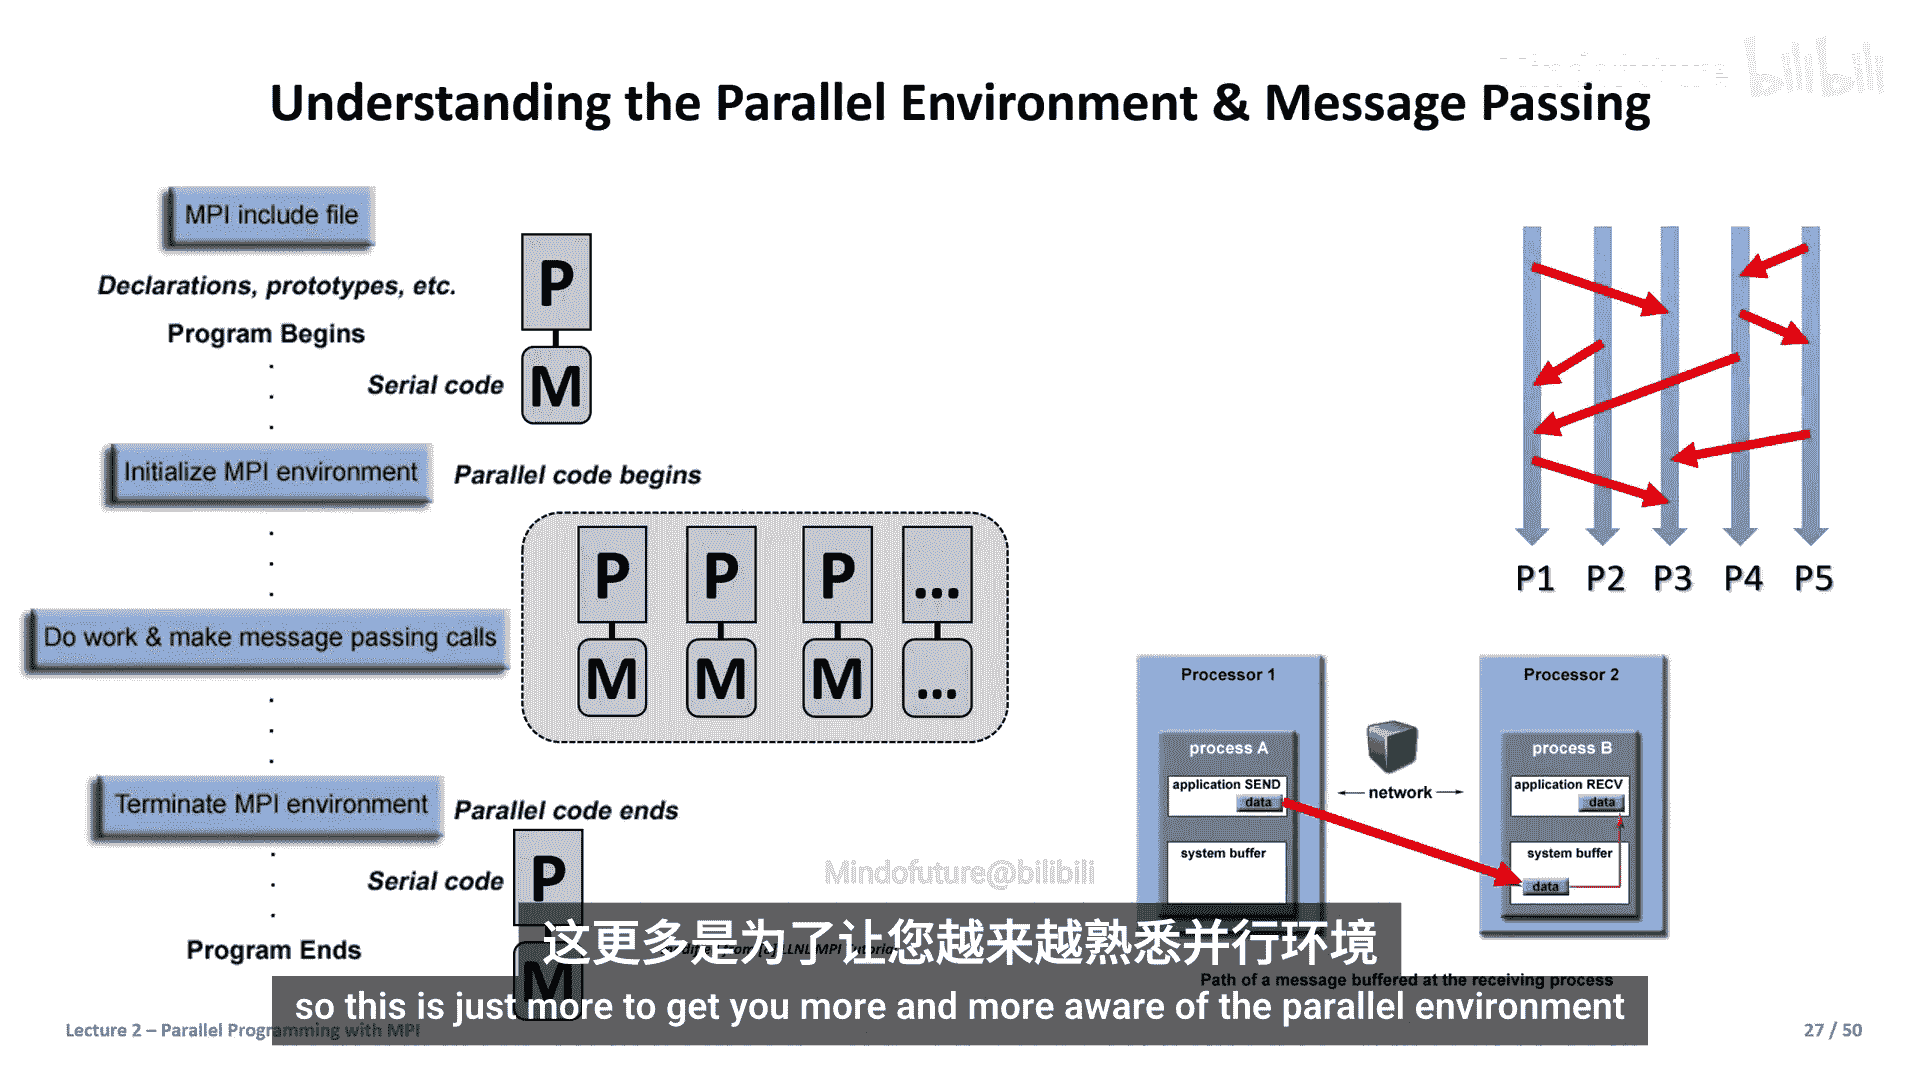 Understanding the Parallel Environment & Message Passing
bilibili
MPI include file
Declarations, prototypes, etc.
Program Begins
Serial code
P
M
Initialize MPI environment
Parallel code begins
P P P ...
M M M ...
Do work & make message passing calls
Terminate MPI environment
Parallel code ends
Serial code
P
M
Program Ends
P1 P2 P3 P4 P5
Processor 1
process A
application SEND
data
system buffer
network
Processor 2
process B
application RECV
data
system buffer
data
Path of a message buffered at the receiving process
Mindofuture@bilibili
这更多是为了让您越来越熟悉并行环境
so this is just more to get you more and more aware of the parallel environment
Lecture 2 – Parallel Programming with MPI
27 / 50